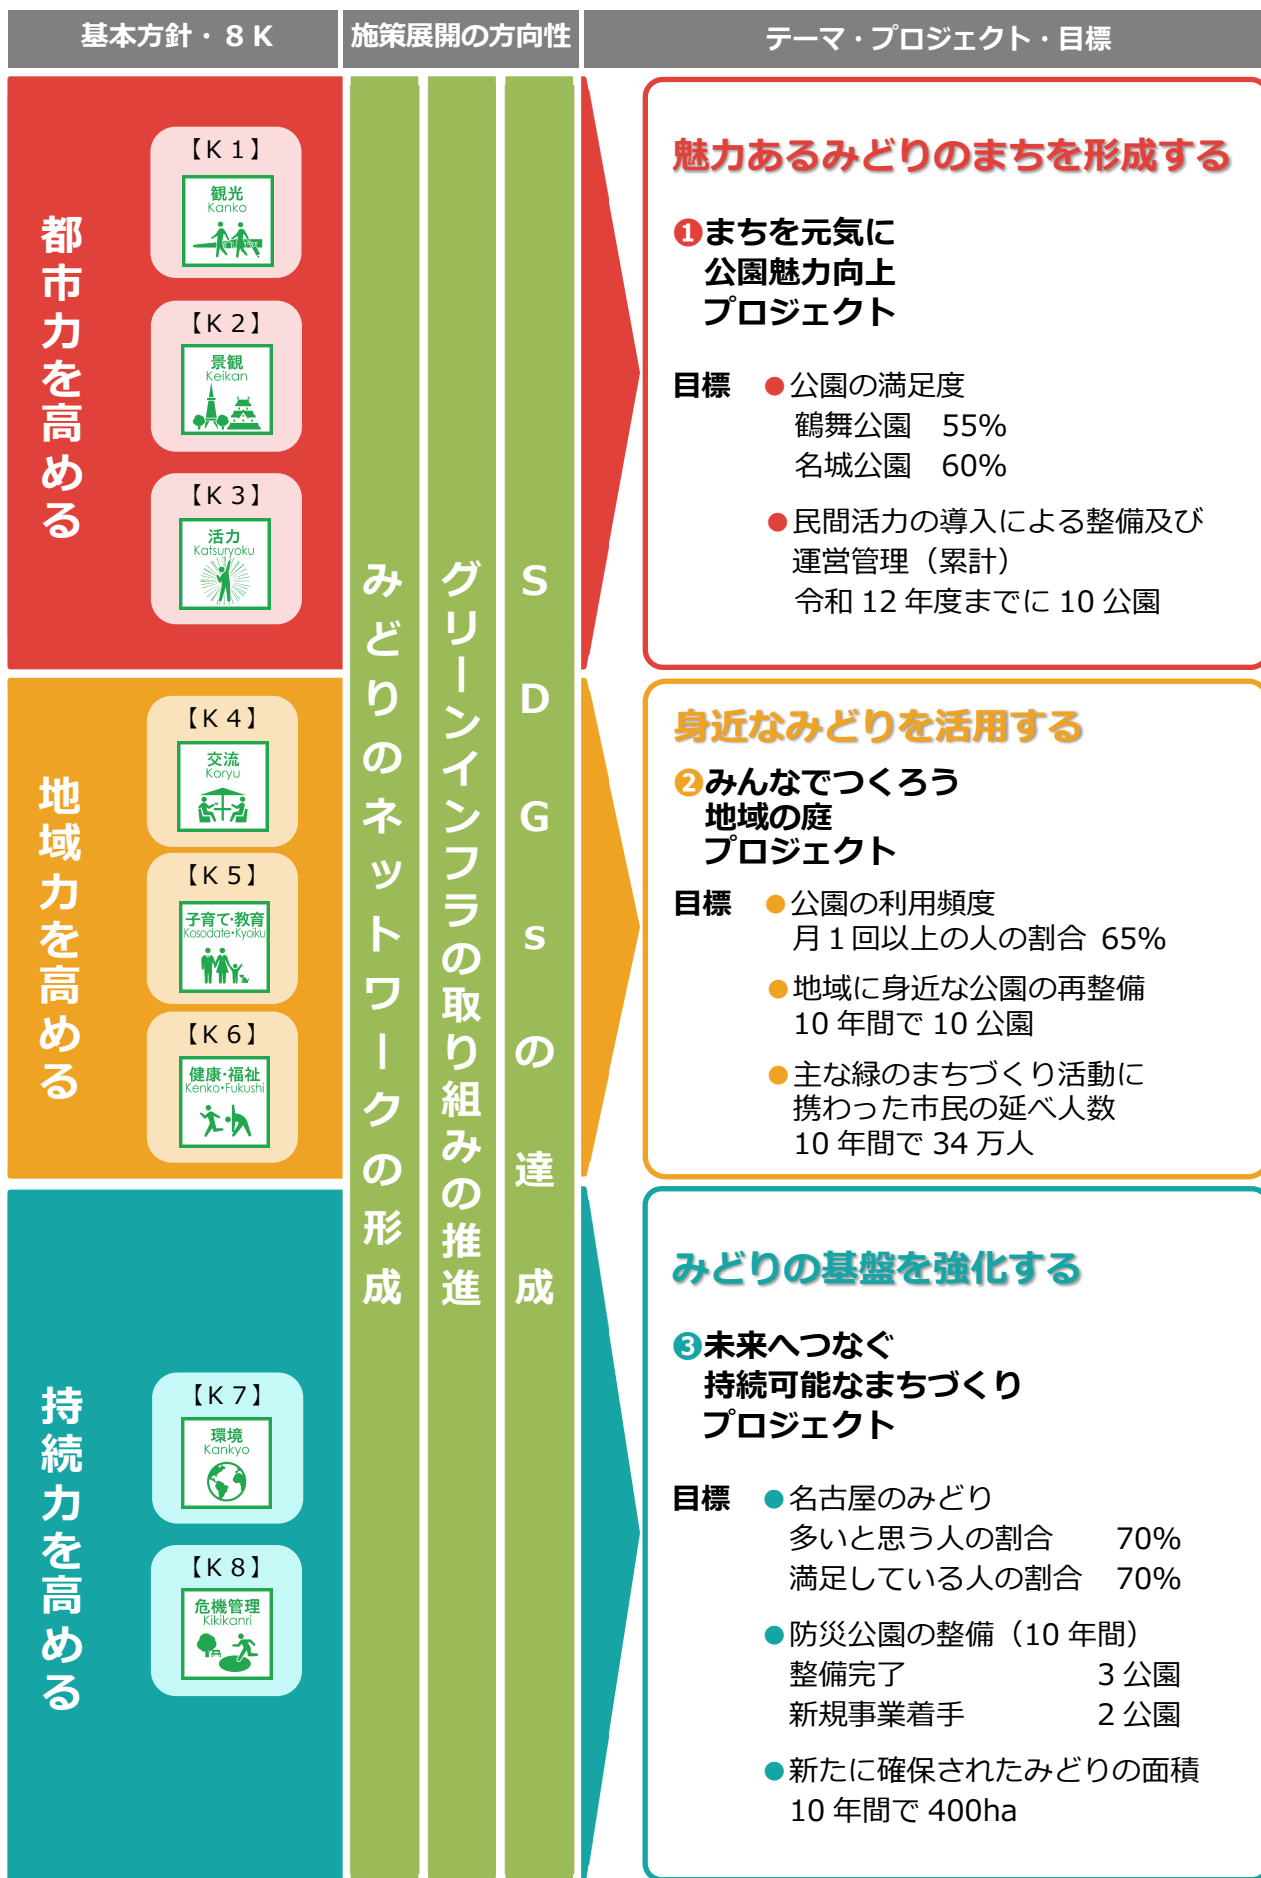 基本方針・８Ｋ
施策展開の方向性
テーマ・プロジェクト・目標
都市力を高める
【Ｋ１】
観光
Kanko
【Ｋ２】
景観
Keikan
【Ｋ３】
活力
Katsuryoku
地域力を高める
【Ｋ４】
交流
Koryu
【Ｋ５】
子育て・教育
Kosodate・Kyoiku
【Ｋ６】
健康・福祉
Kenko・Fukushi
持続力を高める
【Ｋ７】
環境
Kankyo
【Ｋ８】
危機管理
Kikikanri
みどりのネットワークの形成
グリーンインフラの取り組みの推進
ＳＤＧｓの達成
魅力あるみどりのまちを形成する
❶まちを元気に
公園魅力向上
プロジェクト
目標 ●公園の満足度
鶴舞公園 55%
名城公園 60%
●民間活力の導入による整備及び
運営管理（累計）
令和 12 年度までに 10 公園
身近なみどりを活用する
❷みんなでつくろう
地域の庭
プロジェクト
目標 ●公園の利用頻度
月１回以上の人の割合 65%
●地域に身近な公園の再整備
10 年間で 10 公園
●主な緑のまちづくり活動に
携わった市民の延べ人数
10 年間で 34 万人
みどりの基盤を強化する
❸未来へつなぐ
持続可能なまちづくり
プロジェクト
目標 ●名古屋のみどり
多いと思う人の割合 70%
満足している人の割合 70%
●防災公園の整備（10 年間）
整備完了 3 公園
新規事業着手 2 公園
●新たに確保されたみどりの面積
10 年間で 400ha